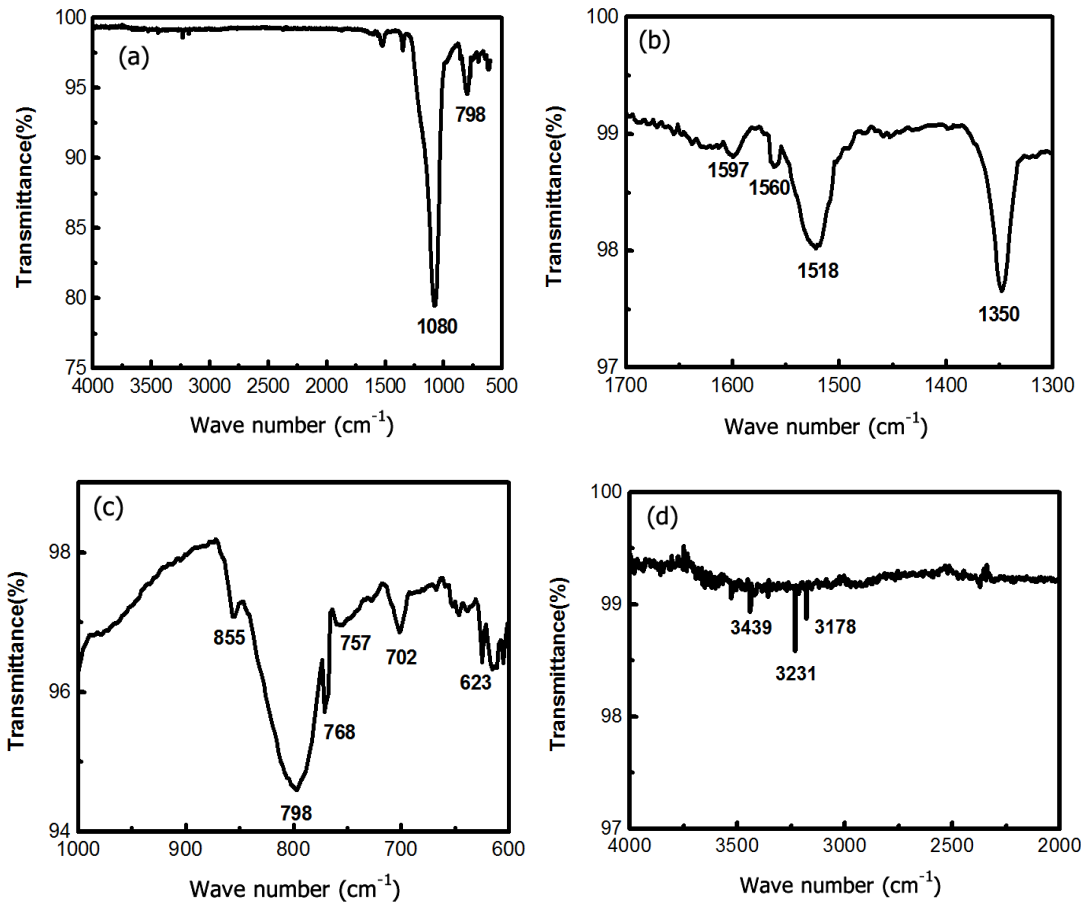 (a)
100
95
90
85
80
75
Transmittance(%)
798
1080
4000 3500 3000 2500 2000 1500 1000 500
Wave number (cm⁻¹)
(b)
100
99
98
97
Transmittance(%)
1597
1560
1518
1350
1700 1600 1500 1400 1300
Wave number (cm⁻¹)
(c)
98
96
94
Transmittance(%)
855
798
768
757
702
623
1000 900 800 700 600
Wave number (cm⁻¹)
(d)
100
99
98
97
Transmittance(%)
3439
3231
3178
4000 3500 3000 2500 2000
Wave number (cm⁻¹)